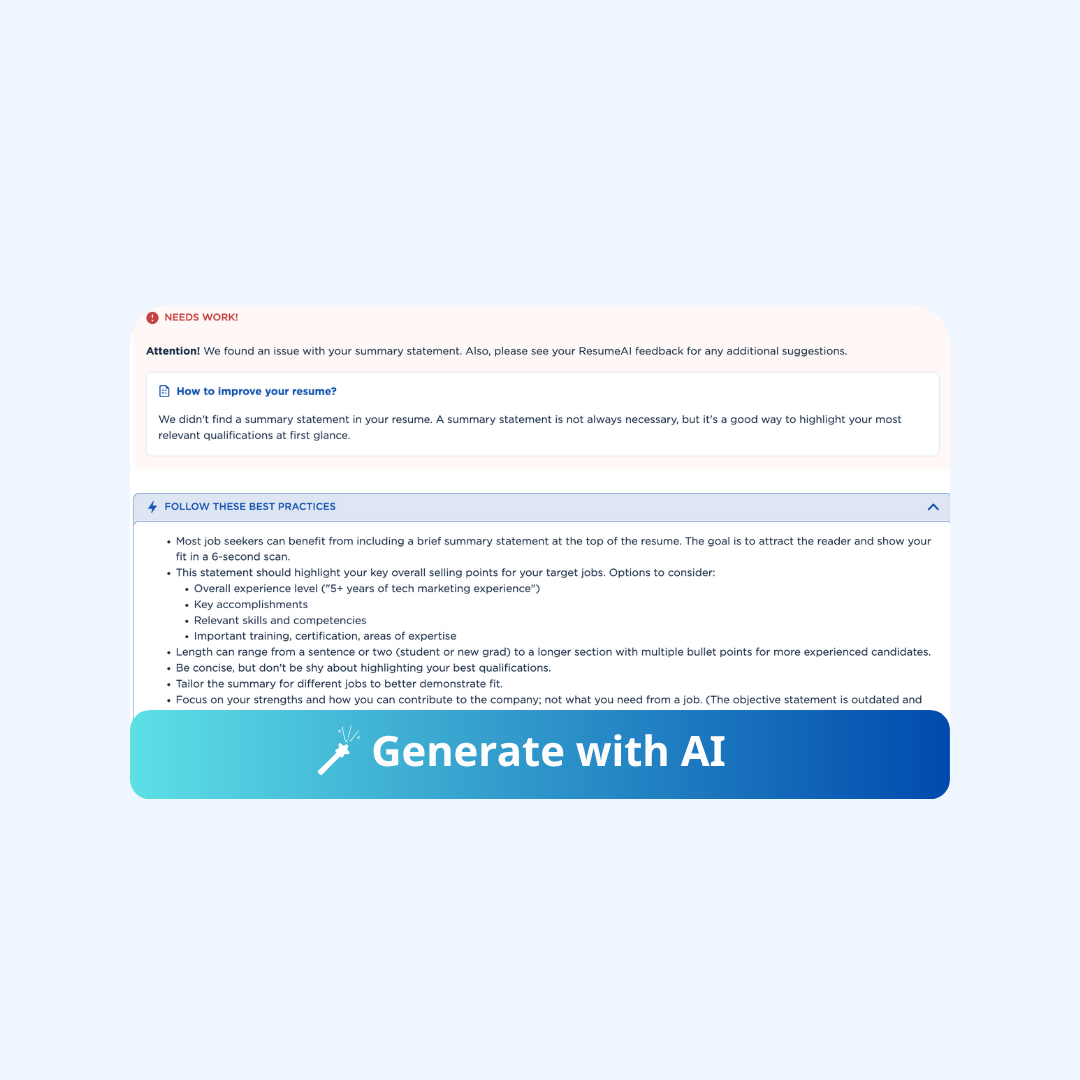 NEEDS WORK!
Attention! We found an issue with your summary statement. Also, please see your ResumeAI feedback for any additional suggestions.
How to improve your resume?
We didn't find a summary statement in your resume. A summary statement is not always necessary, but it's a good way to highlight your most
relevant qualifications at first glance.
FOLLOW THESE BEST PRACTICES
• Most job seekers can benefit from including a brief summary statement at the top of the resume. The goal is to attract the reader and show your
fit in a 6-second scan.
• This statement should highlight your key overall selling points for your target jobs. Options to consider:
• Overall experience level ("5+ years of tech marketing experience")
• Key accomplishments
• Relevant skills and competencies
• Important training, certification, areas of expertise
• Length can range from a sentence or two (student or new grad) to a longer section with multiple bullet points for more experienced candidates.
• Be concise, but don't be shy about highlighting your best qualifications.
• Tailor the summary for different jobs to better demonstrate fit.
• Focus on your strengths and how you can contribute to the company; not what you need from a job. (The objective statement is outdated and
Generate with AI